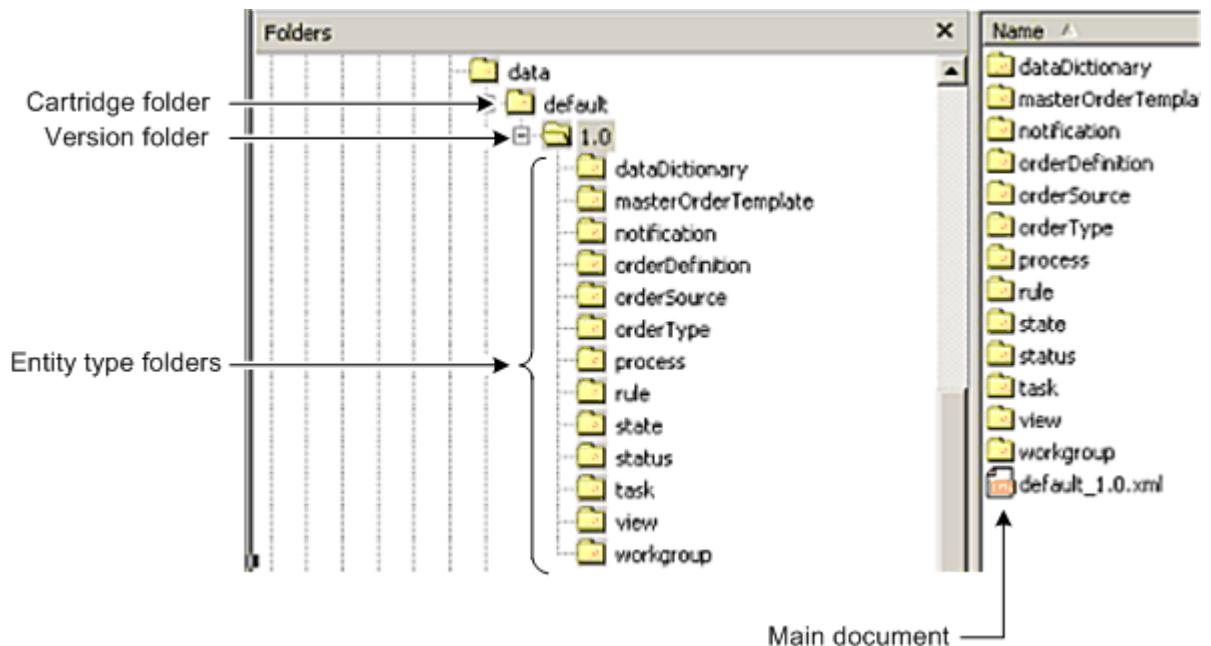 Folders
data
Cartridge folder
default
Version folder
1.0
dataDictionary
masterOrderTemplate
notification
orderDefinition
orderSource
orderType
Entity type folders
process
rule
state
status
task
view
workgroup
Name
dataDictionary
masterOrderTempla
notification
orderDefinition
orderSource
orderType
process
rule
state
status
task
view
workgroup
default_1.0.xml
Main document